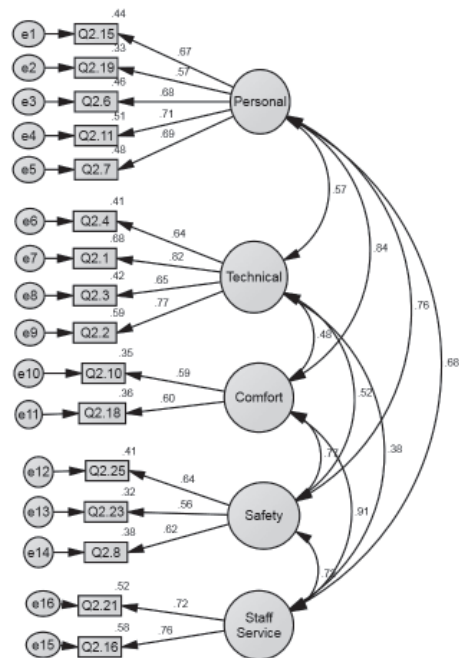 .44
e1 Q2.15 .67
.33
e2 Q2.19 .57
.46
e3 Q2.6 .68 Personal
.51
e4 Q2.11 .71
.48
e5 Q2.7 .69
.57
.41
e6 Q2.4 .64
.68
e7 Q2.1 .82 .84
.42 Technical .76
e8 Q2.3 .65
.59
e9 Q2.2 .77
.48 .68
.35
e10 Q2.10 .59
.52
.36 Comfort
e11 Q2.18 .60
.38
.41 .77
e12 Q2.25 .64
.32 .91
e13 Q2.23 .56 Safety
.38
e14 Q2.8 .62
.52
e16 Q2.21 .72
.58 Staff
e15 Q2.16 .76 Service